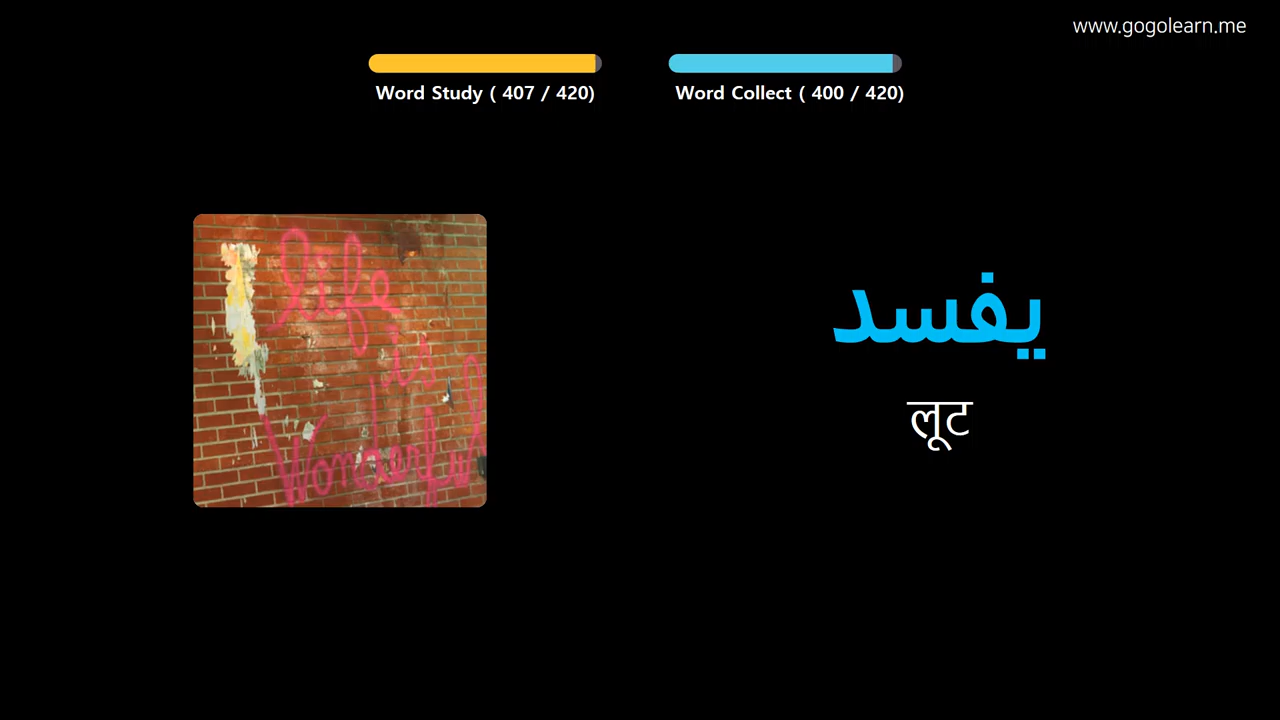 www.gogolearn.me
Word Study ( 407 / 420)
Word Collect ( 400 / 420)
life
is
Wonderful
يفسد
लूट